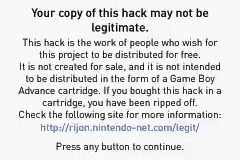 Your copy of this hack may not be
legitimate.
This hack is the work of people who wish for
this project to be distributed for free.
It is not created for sale, and it is not intended
to be distributed in the form of a Game Boy
Advance cartridge. If you bought this hack in a
cartridge, you have been ripped off.
Check the following site for more information:
http://rijon.nintendo-net.com/legit/
Press any button to continue.